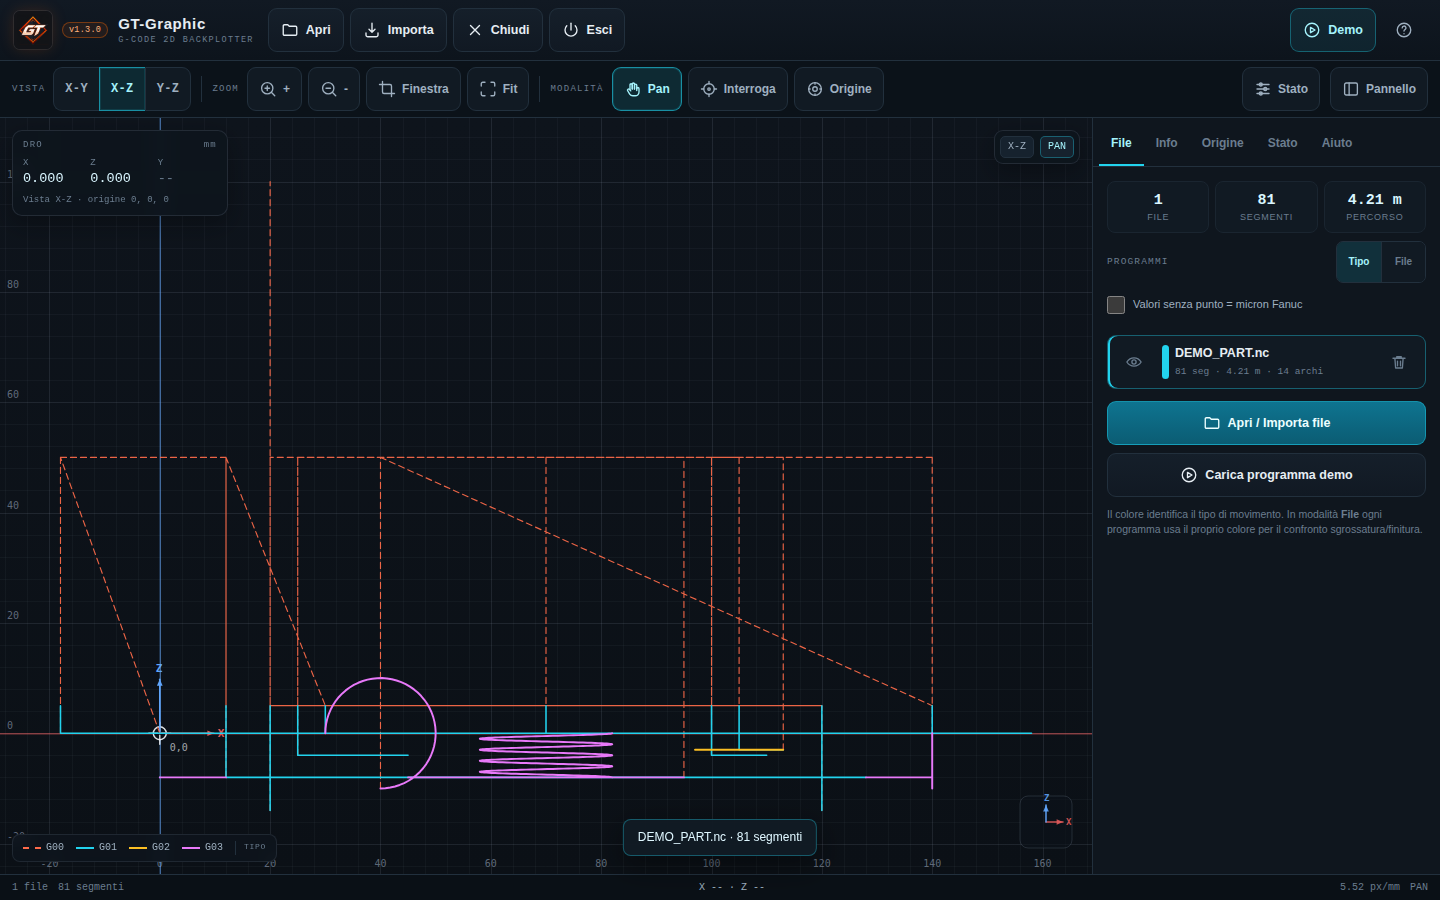 GT v1.3.0 GT-Graphic
G-CODE 2D BACKPLOTTER
Apri Importa Chiudi Esci Demo
VISTA X-Y X-Z Y-Z ZOOM + - Finestra Fit MODALITÀ Pan Interroga Origine Stato Pannello
DRO mm
X Z Y
0.000 0.000 --
Vista X-Z · origine 0, 0, 0
X-Z PAN
80
60
40
20
0
Z
X
0,0
Z
X
DEMO_PART.nc · 81 segmenti
G00 G01 G02 G03 TIPO
-20 0 20 40 60 80 100 120 140 160
File Info Origine Stato Aiuto
1 81 4.21 m
FILE SEGMENTI PERCORSO
PROGRAMMI Tipo File
Valori senza punto = micron Fanuc
DEMO_PART.nc
81 seg · 4.21 m · 14 archi
Apri / Importa file
Carica programma demo
Il colore identifica il tipo di movimento. In modalità File ogni
programma usa il proprio colore per il confronto sgrossatura/finitura.
1 file 81 segmenti X -- · Z -- 5.52 px/mm PAN